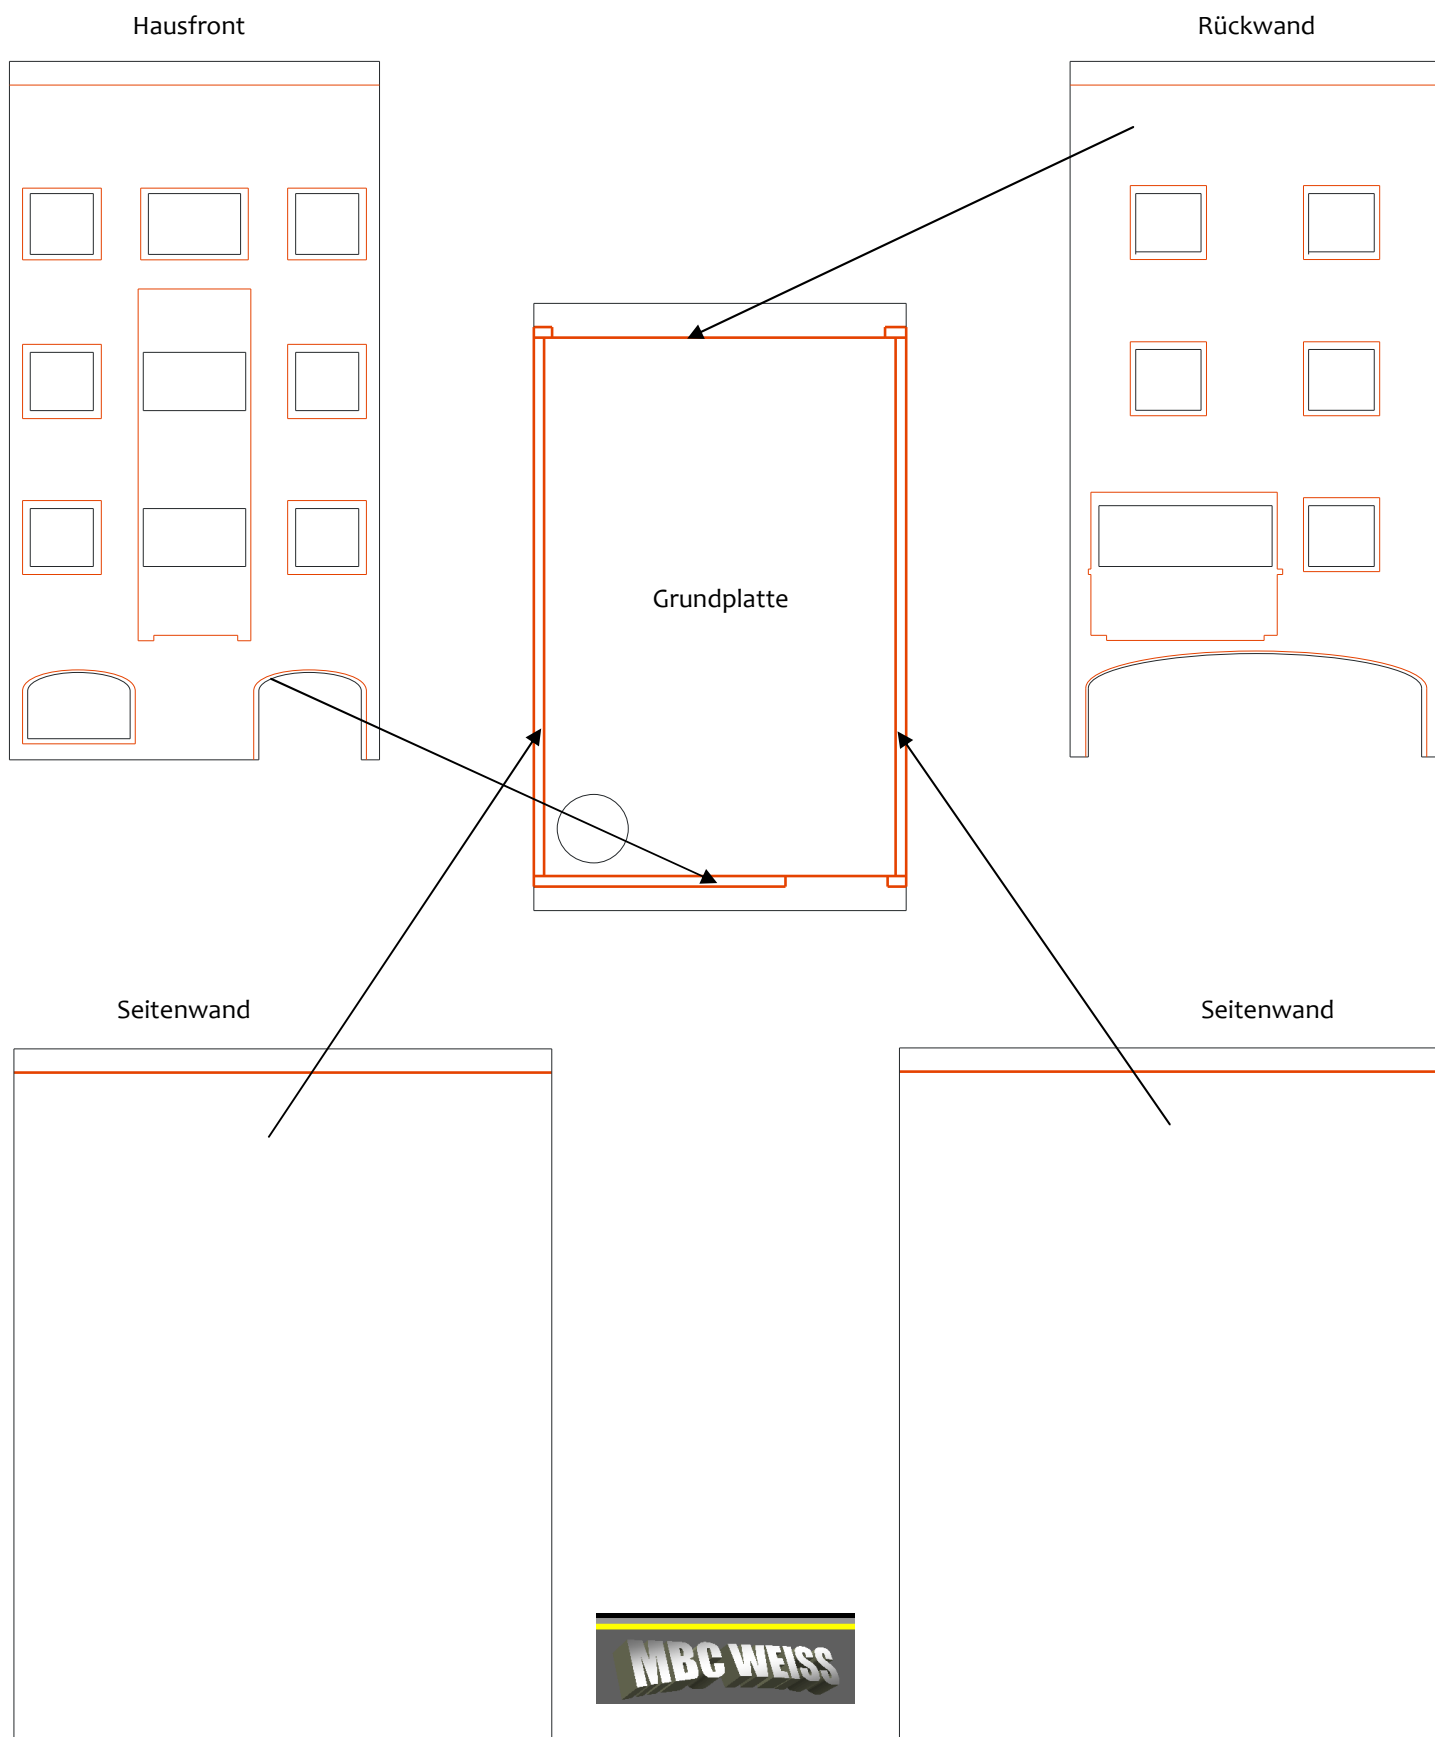 Hausfront
Rückwand
Grundplatte
Seitenwand
Seitenwand
MBC WEISS